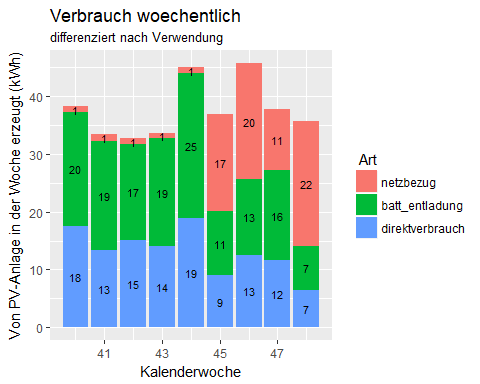 Verbrauch woechentlich
differenziert nach Verwendung
Von PV-Anlage in der Woche erzeugt (kWh)
40
30
20
10
0
1 1 1 1 1 17 20 11 22
20 19 17 19 25 11 13 16 7
18 13 15 14 19 9 13 12 7
41 43 45 47
Kalenderwoche
Art
netzbezug
batt_entladung
direktverbrauch